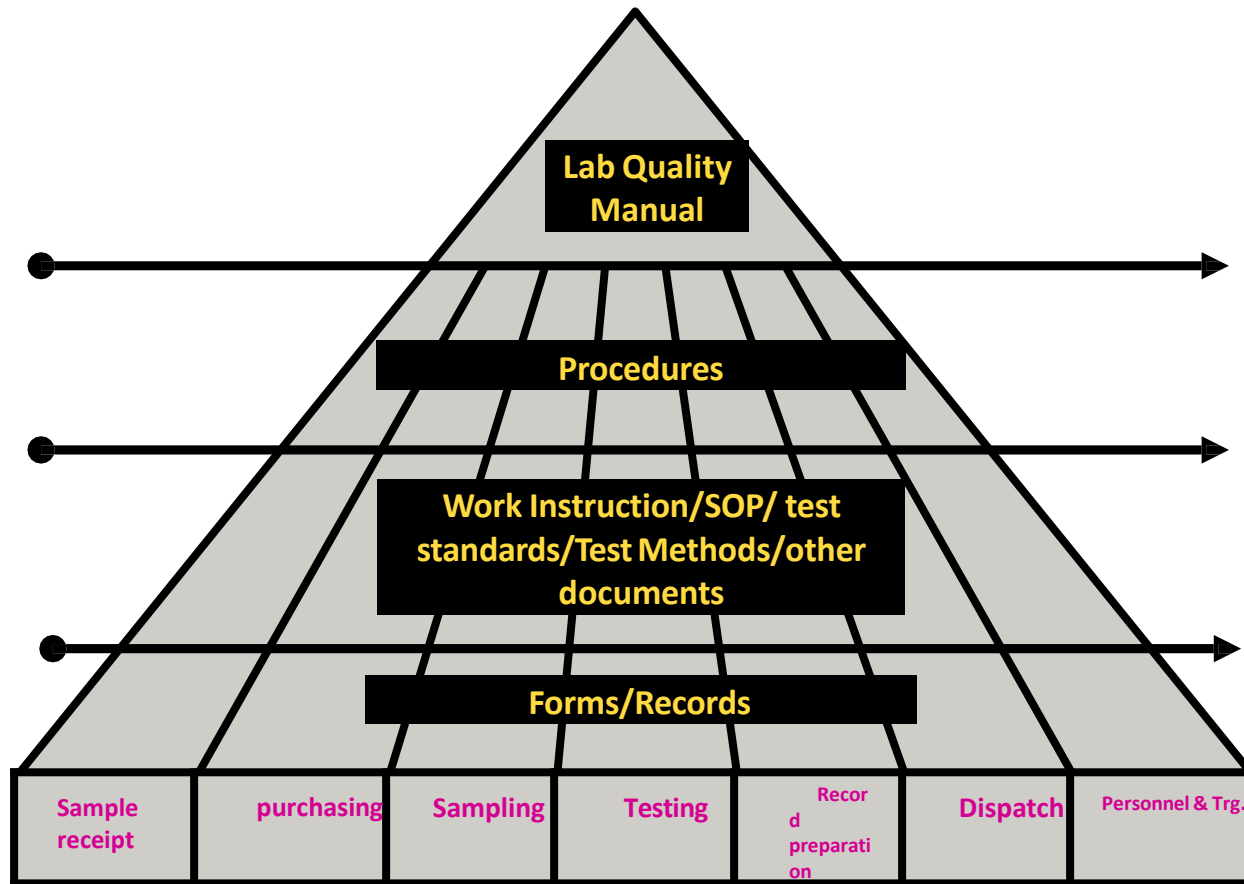 Lab Quality
Manual
Procedures
Work Instruction/SOP/ test
standards/Test Methods/other
documents
Forms/Records
Sample
receipt
purchasing
Sampling
Testing
Recor
d
preparati
on
Dispatch
Personnel & Trg.